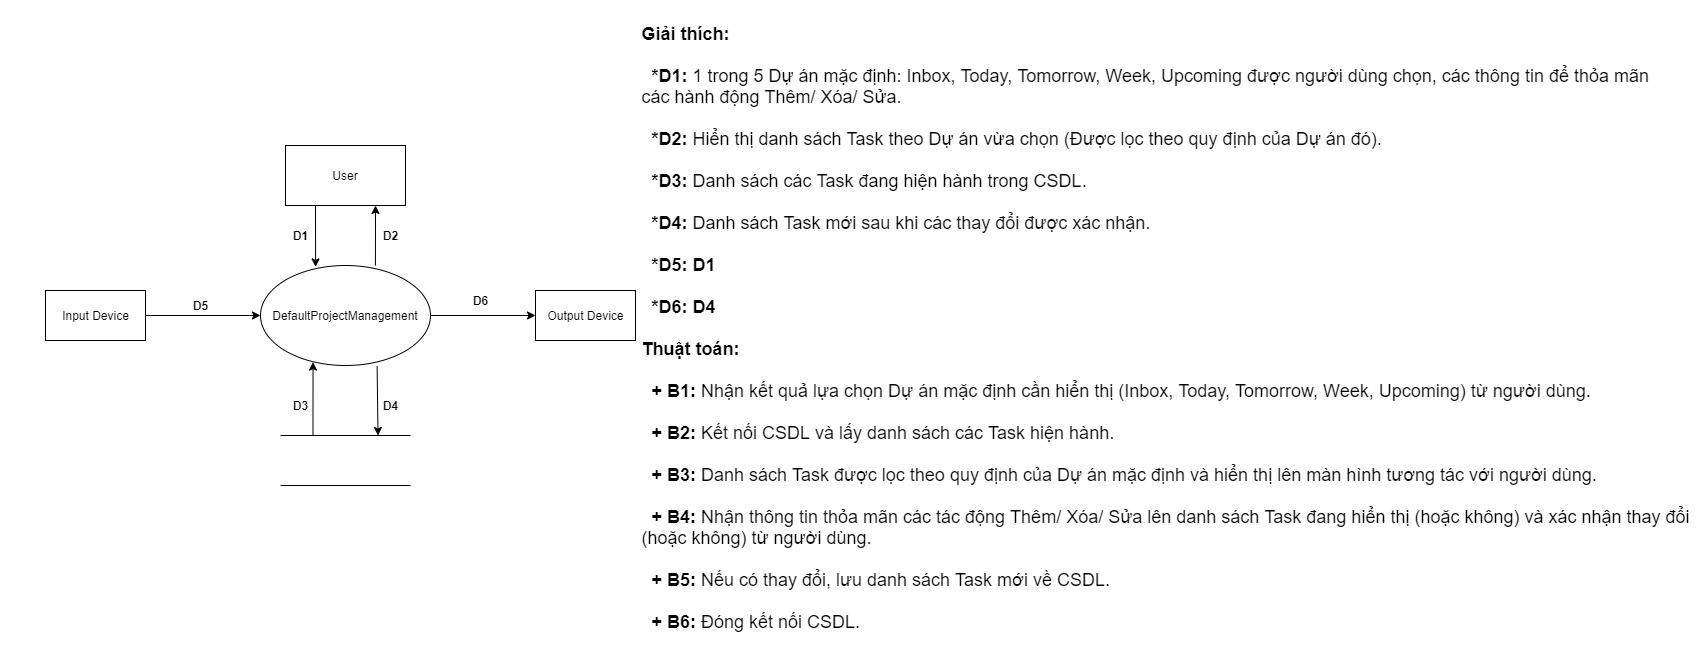 User
D1
D2
Input Device
D5
DefaultProjectManagement
D6
Output Device
D3
D4
Giải thích:
*D1: 1 trong 5 Dự án mặc định: Inbox, Today, Tomorrow, Week, Upcoming được người dùng chọn, các thông tin để thỏa mãn
các hành động Thêm/ Xóa/ Sửa.
*D2: Hiển thị danh sách Task theo Dự án vừa chọn (Được lọc theo quy định của Dự án đó).
*D3: Danh sách các Task đang hiện hành trong CSDL.
*D4: Danh sách Task mới sau khi các thay đổi được xác nhận.
*D5: D1
*D6: D4
Thuật toán:
+ B1: Nhận kết quả lựa chọn Dự án mặc định cần hiển thị (Inbox, Today, Tomorrow, Week, Upcoming) từ người dùng.
+ B2: Kết nối CSDL và lấy danh sách các Task hiện hành.
+ B3: Danh sách Task được lọc theo quy định của Dự án mặc định và hiển thị lên màn hình tương tác với người dùng.
+ B4: Nhận thông tin thỏa mãn các tác động Thêm/ Xóa/ Sửa lên danh sách Task đang hiển thị (hoặc không) và xác nhận thay đổi
(hoặc không) từ người dùng.
+ B5: Nếu có thay đổi, lưu danh sách Task mới về CSDL.
+ B6: Đóng kết nối CSDL.